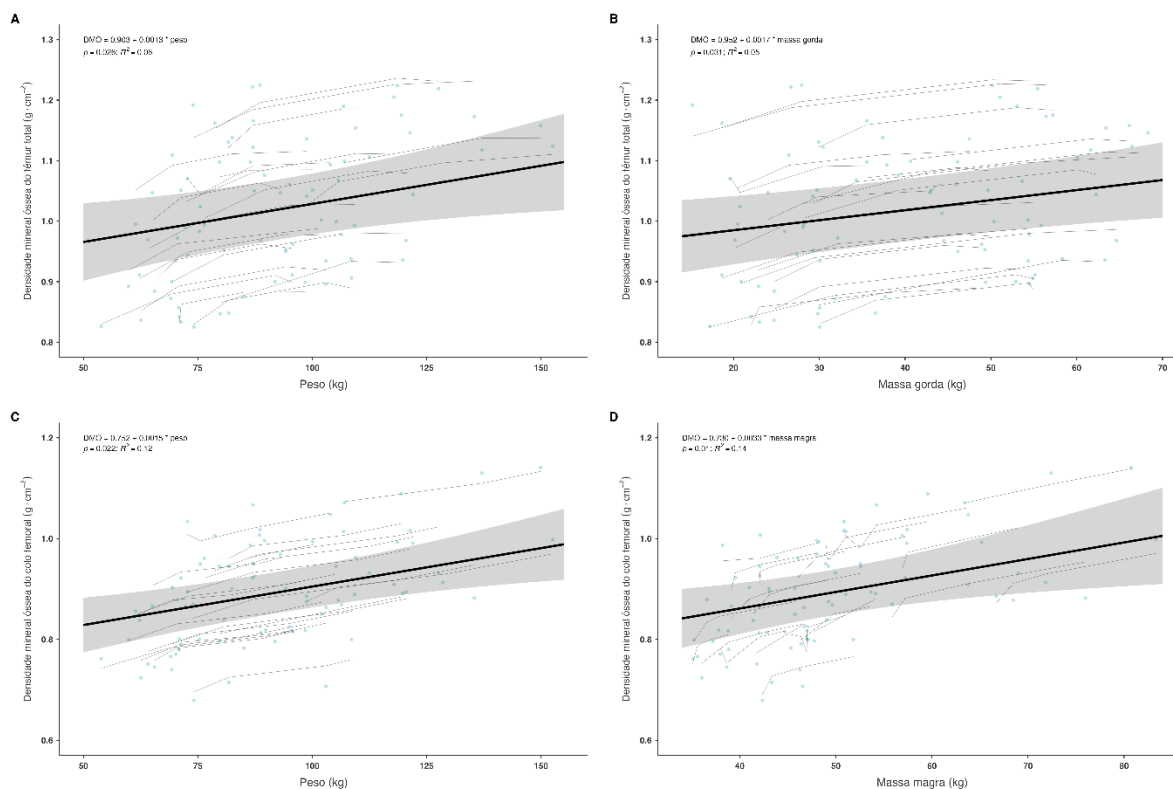 A
DMO = 0.903 + 0.0013 * peso
p = 0.026; R² = 0.06
Densidade mineral óssea do fêmur total (g · cm⁻²)
1.3
1.2
1.1
1.0
0.9
0.8
50 75 100 125 150
Peso (kg)
B
DMO = 0.952 + 0.0017 * massa gorda
p = 0.031; R² = 0.05
Densidade mineral óssea do fêmur total (g · cm⁻²)
1.3
1.2
1.1
1.0
0.9
0.8
20 30 40 50 60 70
Massa gorda (kg)
C
DMO = 0.752 + 0.0015 * peso
p = 0.022; R² = 0.12
Densidade mineral óssea do colo femoral (g · cm⁻²)
1.2
1.0
0.8
0.6
50 75 100 125 150
Peso (kg)
D
DMO = 0.730 + 0.0033 * massa magra
p = 0.01; R² = 0.14
Densidade mineral óssea do colo femoral (g · cm⁻²)
1.2
1.0
0.8
0.6
40 50 60 70 80
Massa magra (kg)